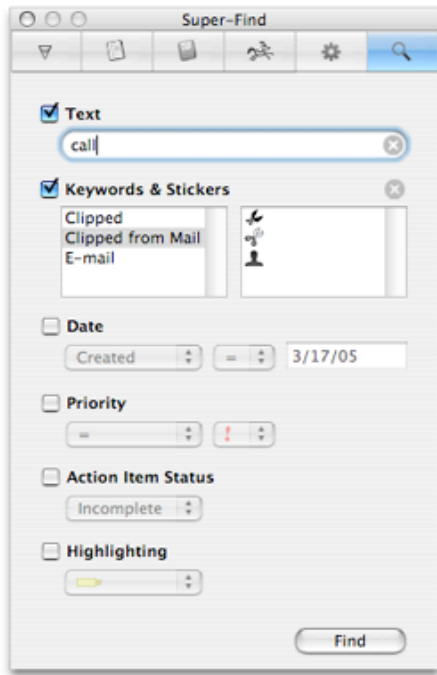 Super-Find
Text
call
Keywords & Stickers
Clipped
Clipped from Mail
E-mail
Date
Created = 3/17/05
Priority
= !
Action Item Status
Incomplete
Highlighting
Find